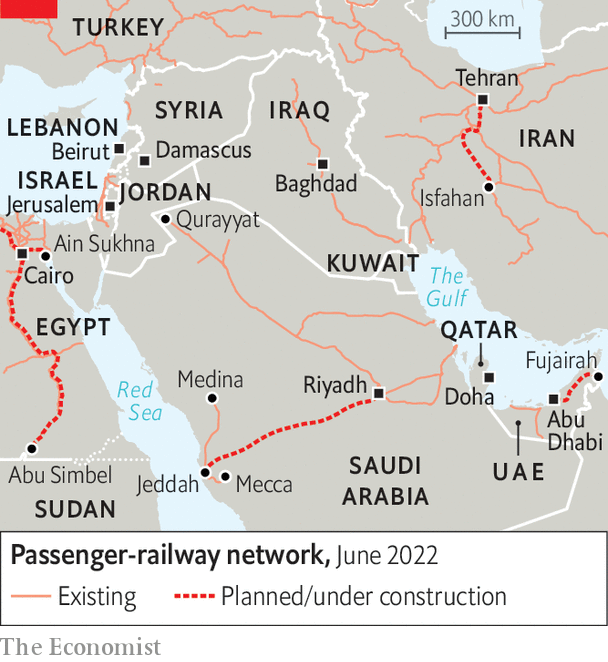 300 km
TURKEY
Tehran
SYRIA
IRAQ
LEBANON
Beirut
Damascus
IRAN
ISRAEL
JORDAN
Baghdad
Jerusalem
Isfahan
Qurayyat
Ain Sukhna
KUWAIT
Cairo
The
Gulf
EGYPT
QATAR
Fujairah
Red
Sea
Medina
Riyadh
Doha
Abu
Dhabi
Abu Simbel
Jeddah
Mecca
SAUDI
ARABIA
UAE
SUDAN
Passenger-railway network, June 2022
Existing
Planned/under construction
The Economist